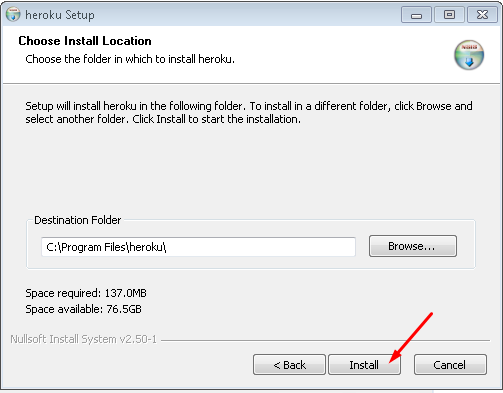 heroku Setup
Choose Install Location
Choose the folder in which to install heroku.
Setup will install heroku in the following folder. To install in a different folder, click Browse and
select another folder. Click Install to start the installation.
Destination Folder
C:\Program Files\heroku\
Browse...
Space required: 137.0MB
Space available: 76.5GB
Nullsoft Install System v2.50-1
< Back
Install
Cancel